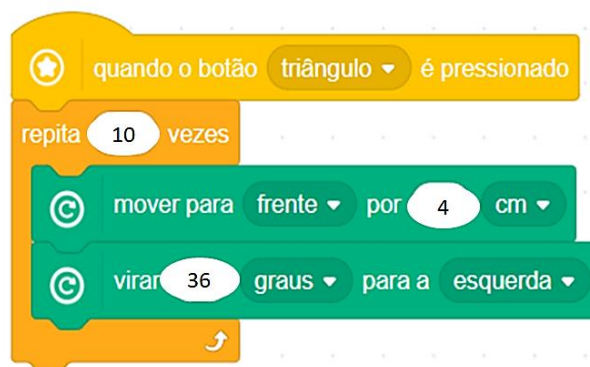 quando o botão triângulo é pressionado
repita 10 vezes
mover para frente por 4 cm
virar 36 graus para a esquerda